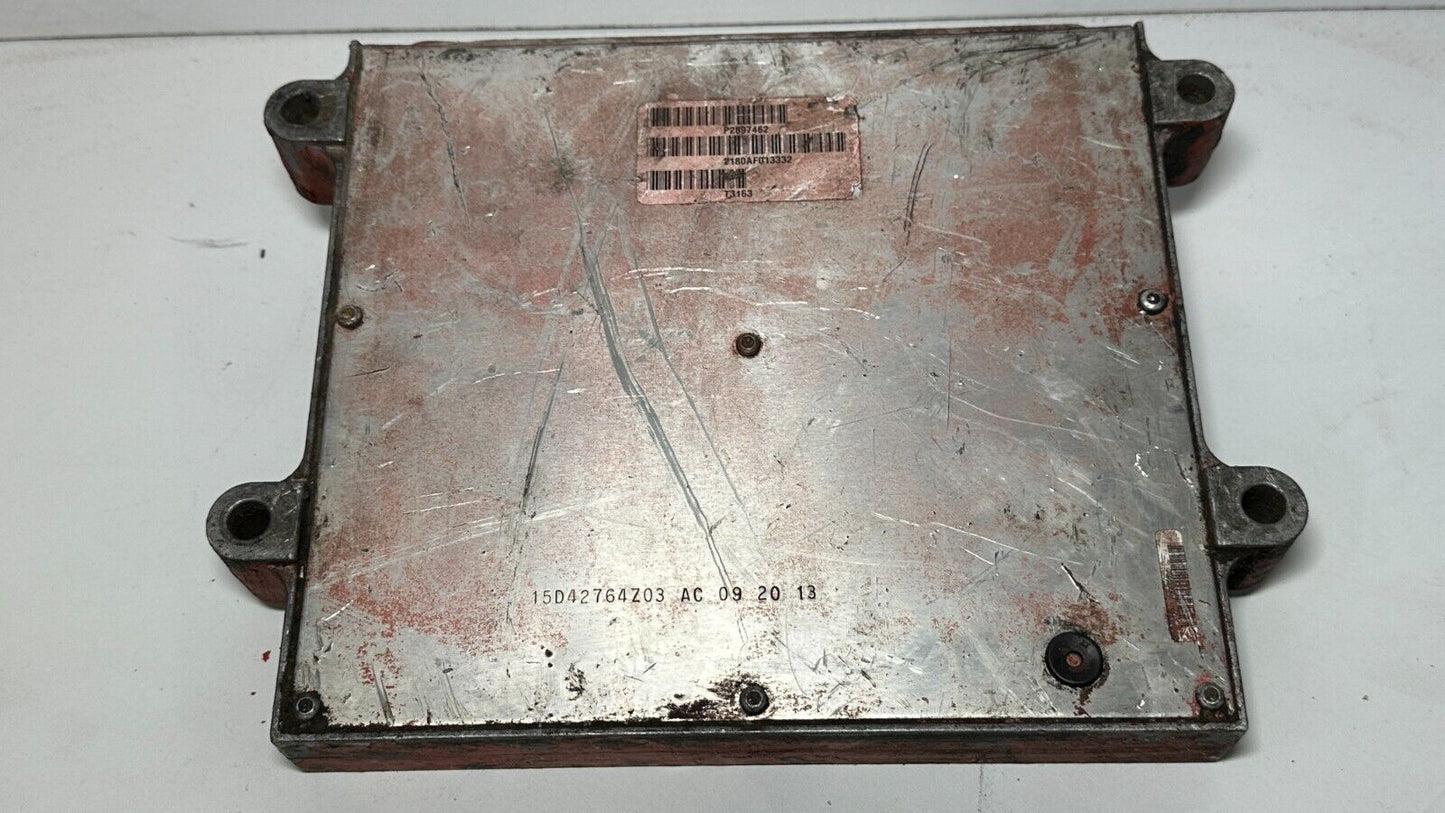 P2897462
2180AF013332
T3163
15D42764Z03 AC 09 20 13